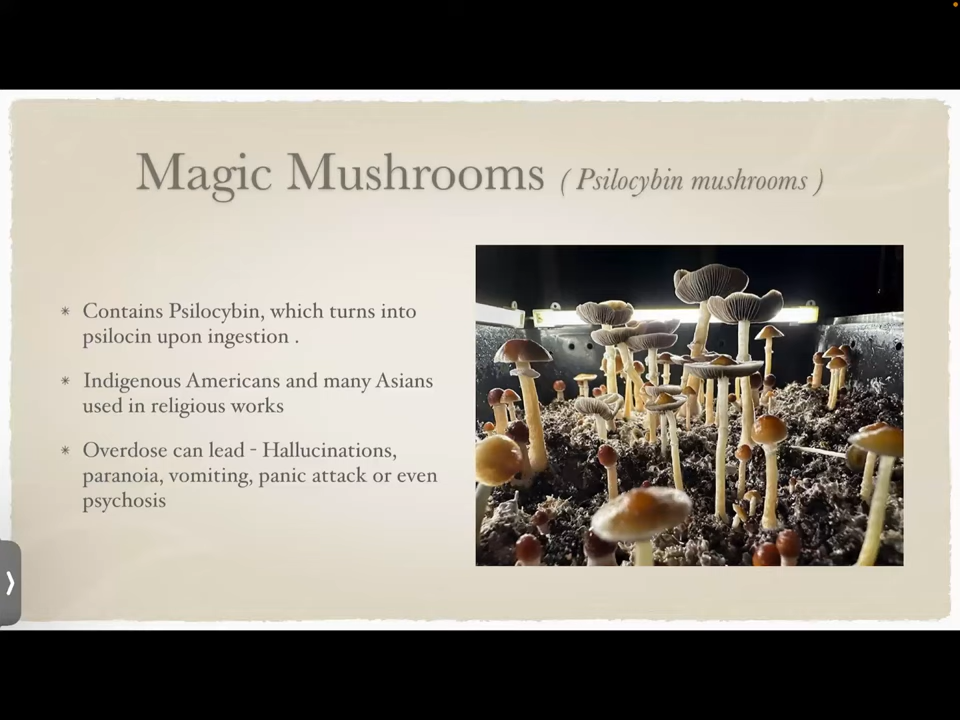 Magic Mushrooms ( Psilocybin mushrooms )
* Contains Psilocybin, which turns into
psilocin upon ingestion .
* Indigenous Americans and many Asians
used in religious works
* Overdose can lead - Hallucinations,
paranoia, vomiting, panic attack or even
psychosis